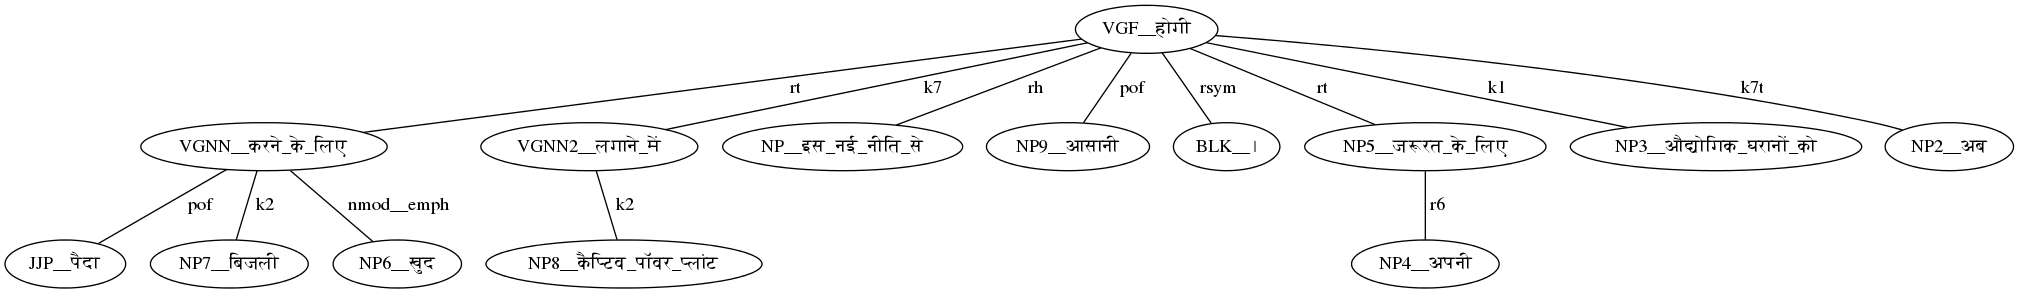 VGF__होगी
rt k7 rh pof rsym rt k1 k7t
VGNN__करने_के_लिए VGNN2__लगाने_में NP__इस_नई_नीति_से NP9__आसानी BLK__। NP5__जरूरत_के_लिए NP3__औद्योगिक_घरानों_को NP2__अब
pof k2 nmod__emph k2 r6
JJP__पैदा NP7__बिजली NP6__खुद NP8__कैप्टिव_पॉवर_प्लांट NP4__अपनी